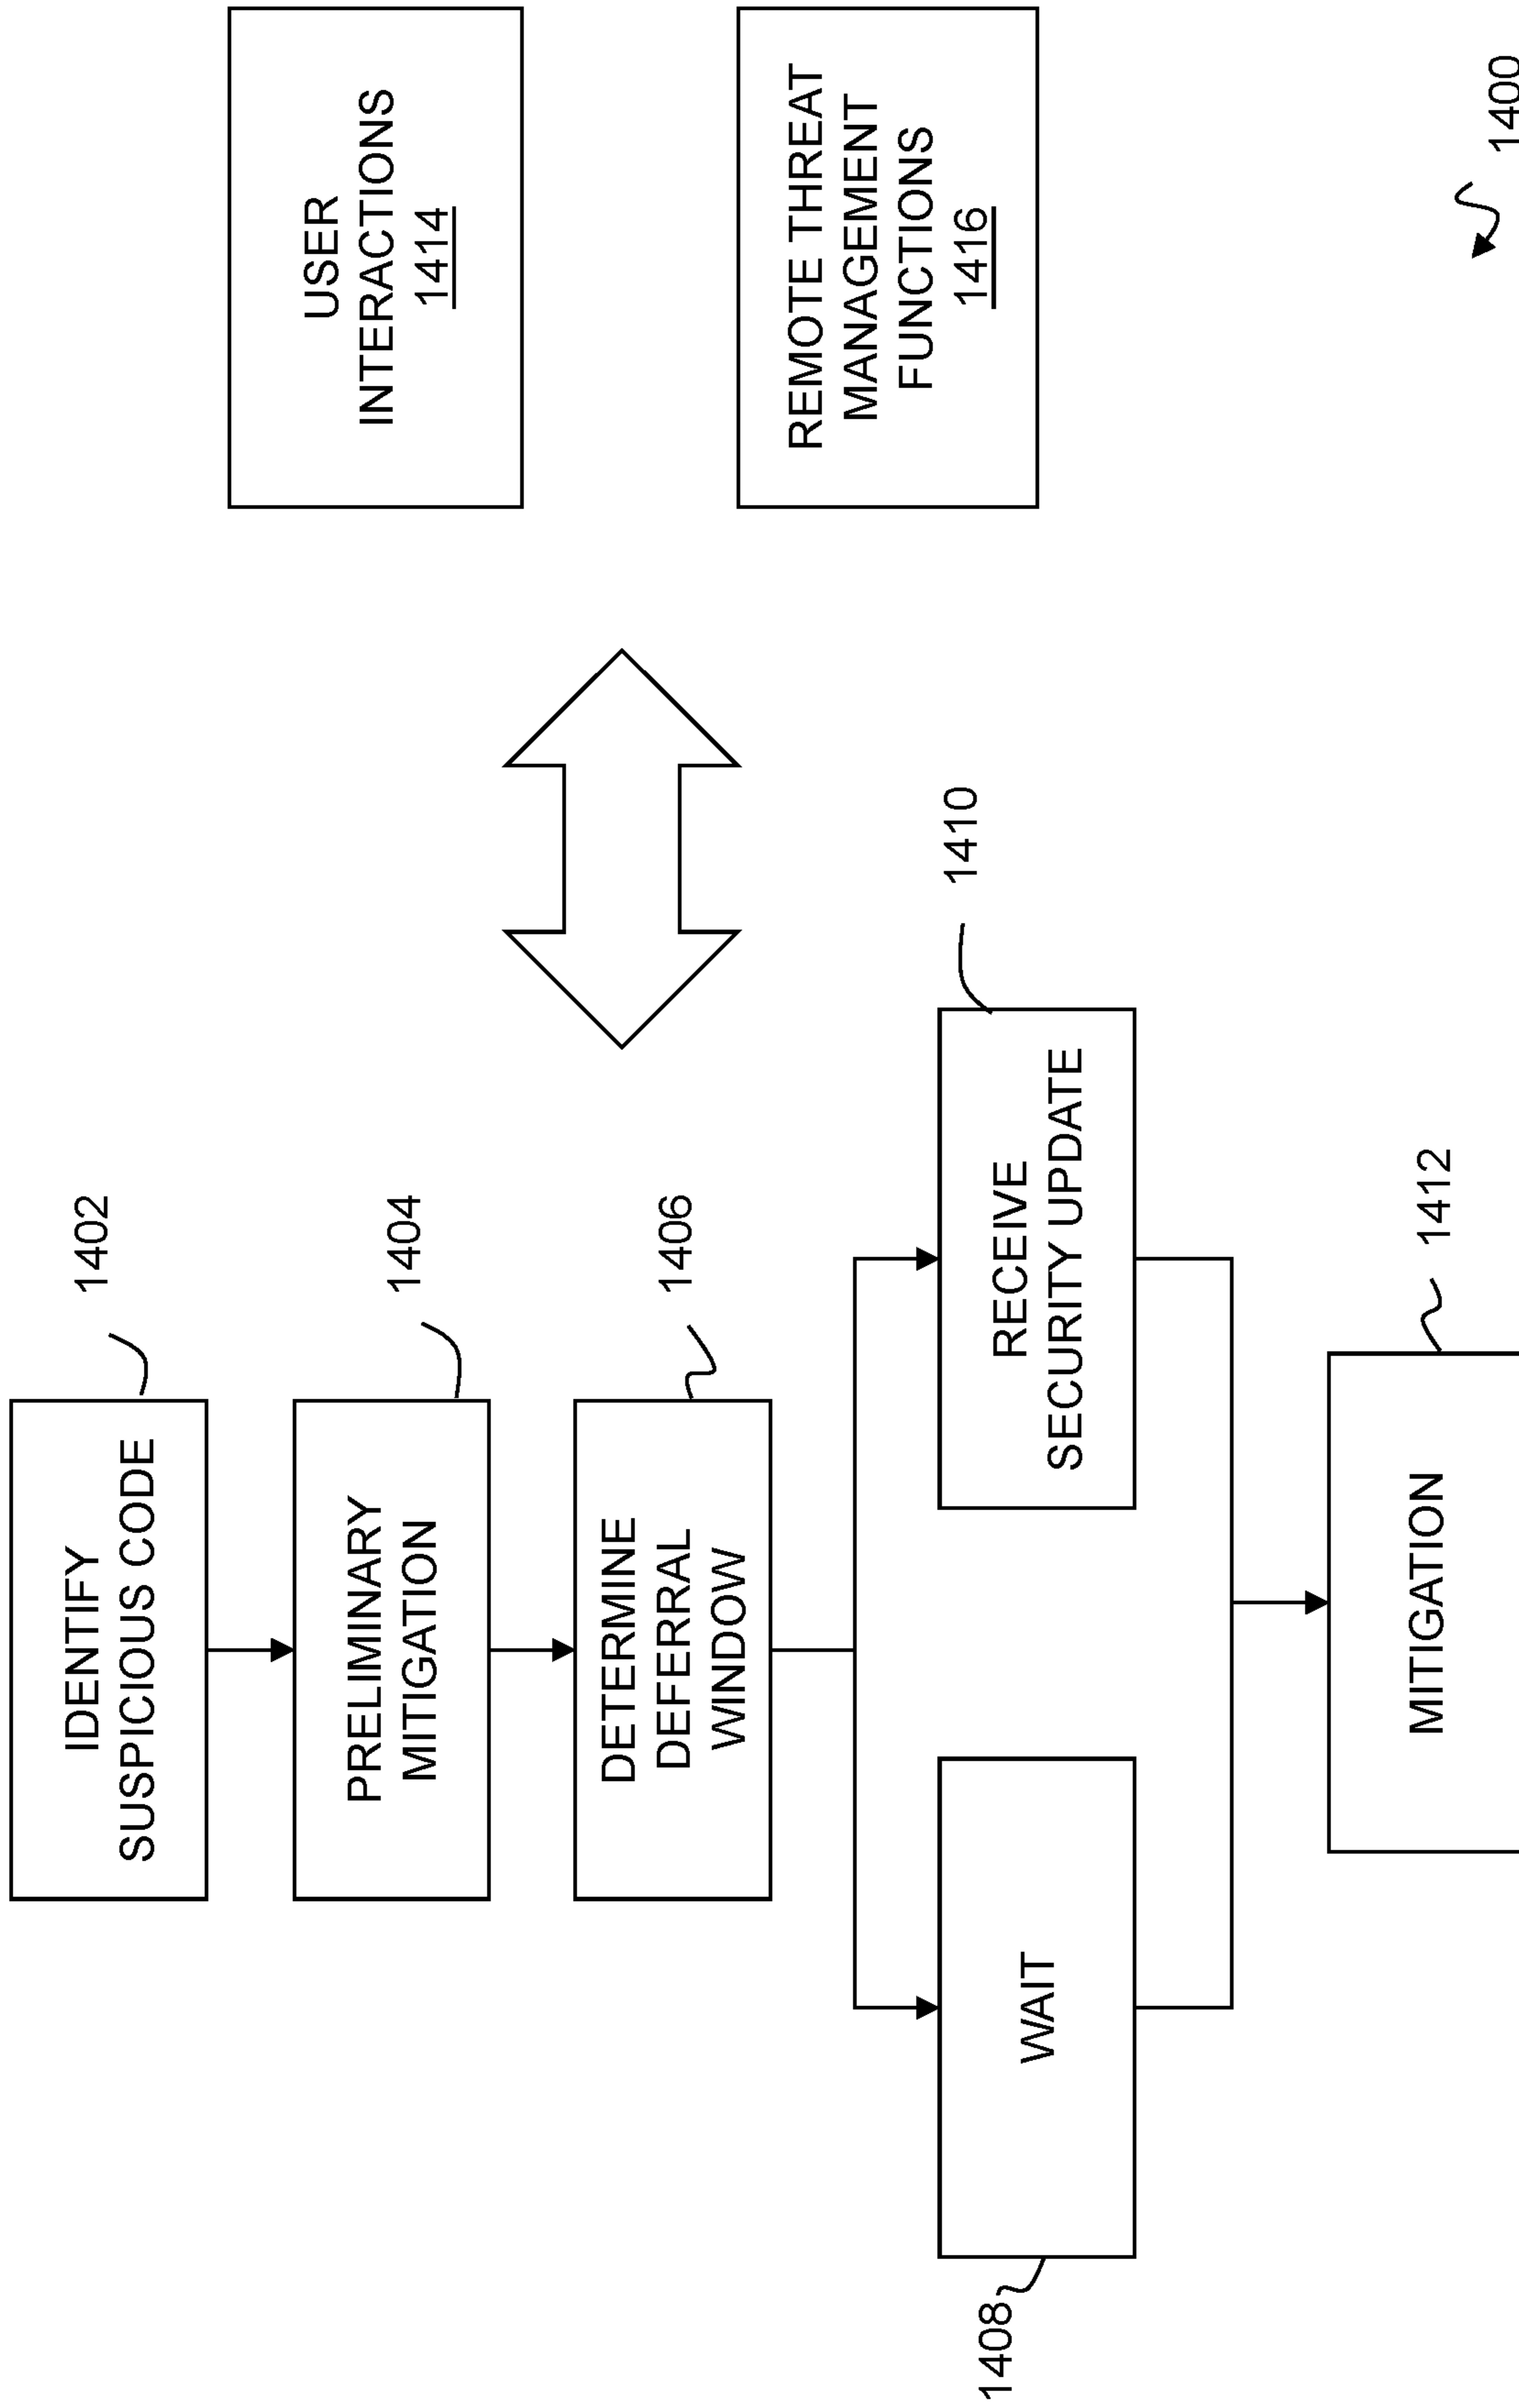 IDENTIFY
SUSPICIOUS CODE
1402
PRELIMINARY
MITIGATION
1404
DETERMINE
DEFERRAL
WINDOW
1406
WAIT
1408
RECEIVE
SECURITY UPDATE
1410
MITIGATION
1412
USER
INTERACTIONS
1414
REMOTE THREAT
MANAGEMENT
FUNCTIONS
1416
1400